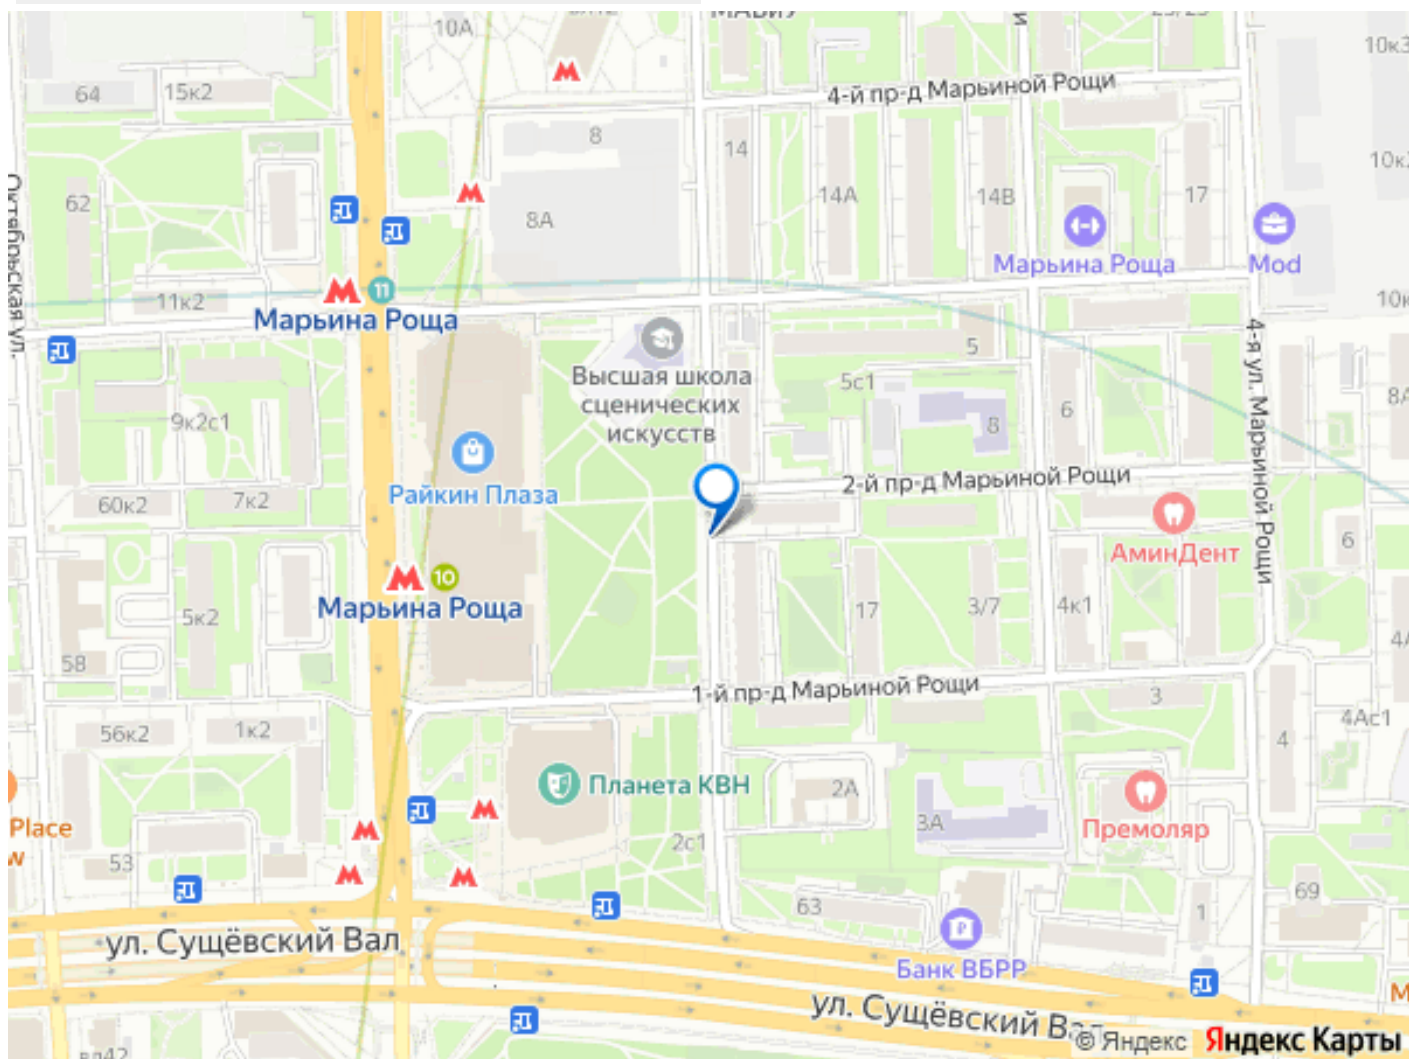 10А
64
15к2
4-й пр-д Марьиной Рощи
8
14
62
8А
14А
14В
17
Марьина Роща
Mod
11
11к2
Марьина Роща
Октябрьская ул.
5
Высшая школа
сценических
искусств
5с1
6
8
9к2с1
4-я ул. Марьиной Рощи
Райкин Плаза
2-й пр-д Марьиной Рощи
60к2
7к2
АминДент
6
10
Марьина Роща
5к2
17
3/7
4к1
58
1-й пр-д Марьиной Рощи
3
4Ас1
56к2
1к2
4
Планета КВН
2А
Place
3А
Премоляр
2с1
53
63
69
1
ул. Сущёвский Вал
₽
Банк ВБРР
ул. Сущёвский Вал
© Яндекс
Яндекс Карты